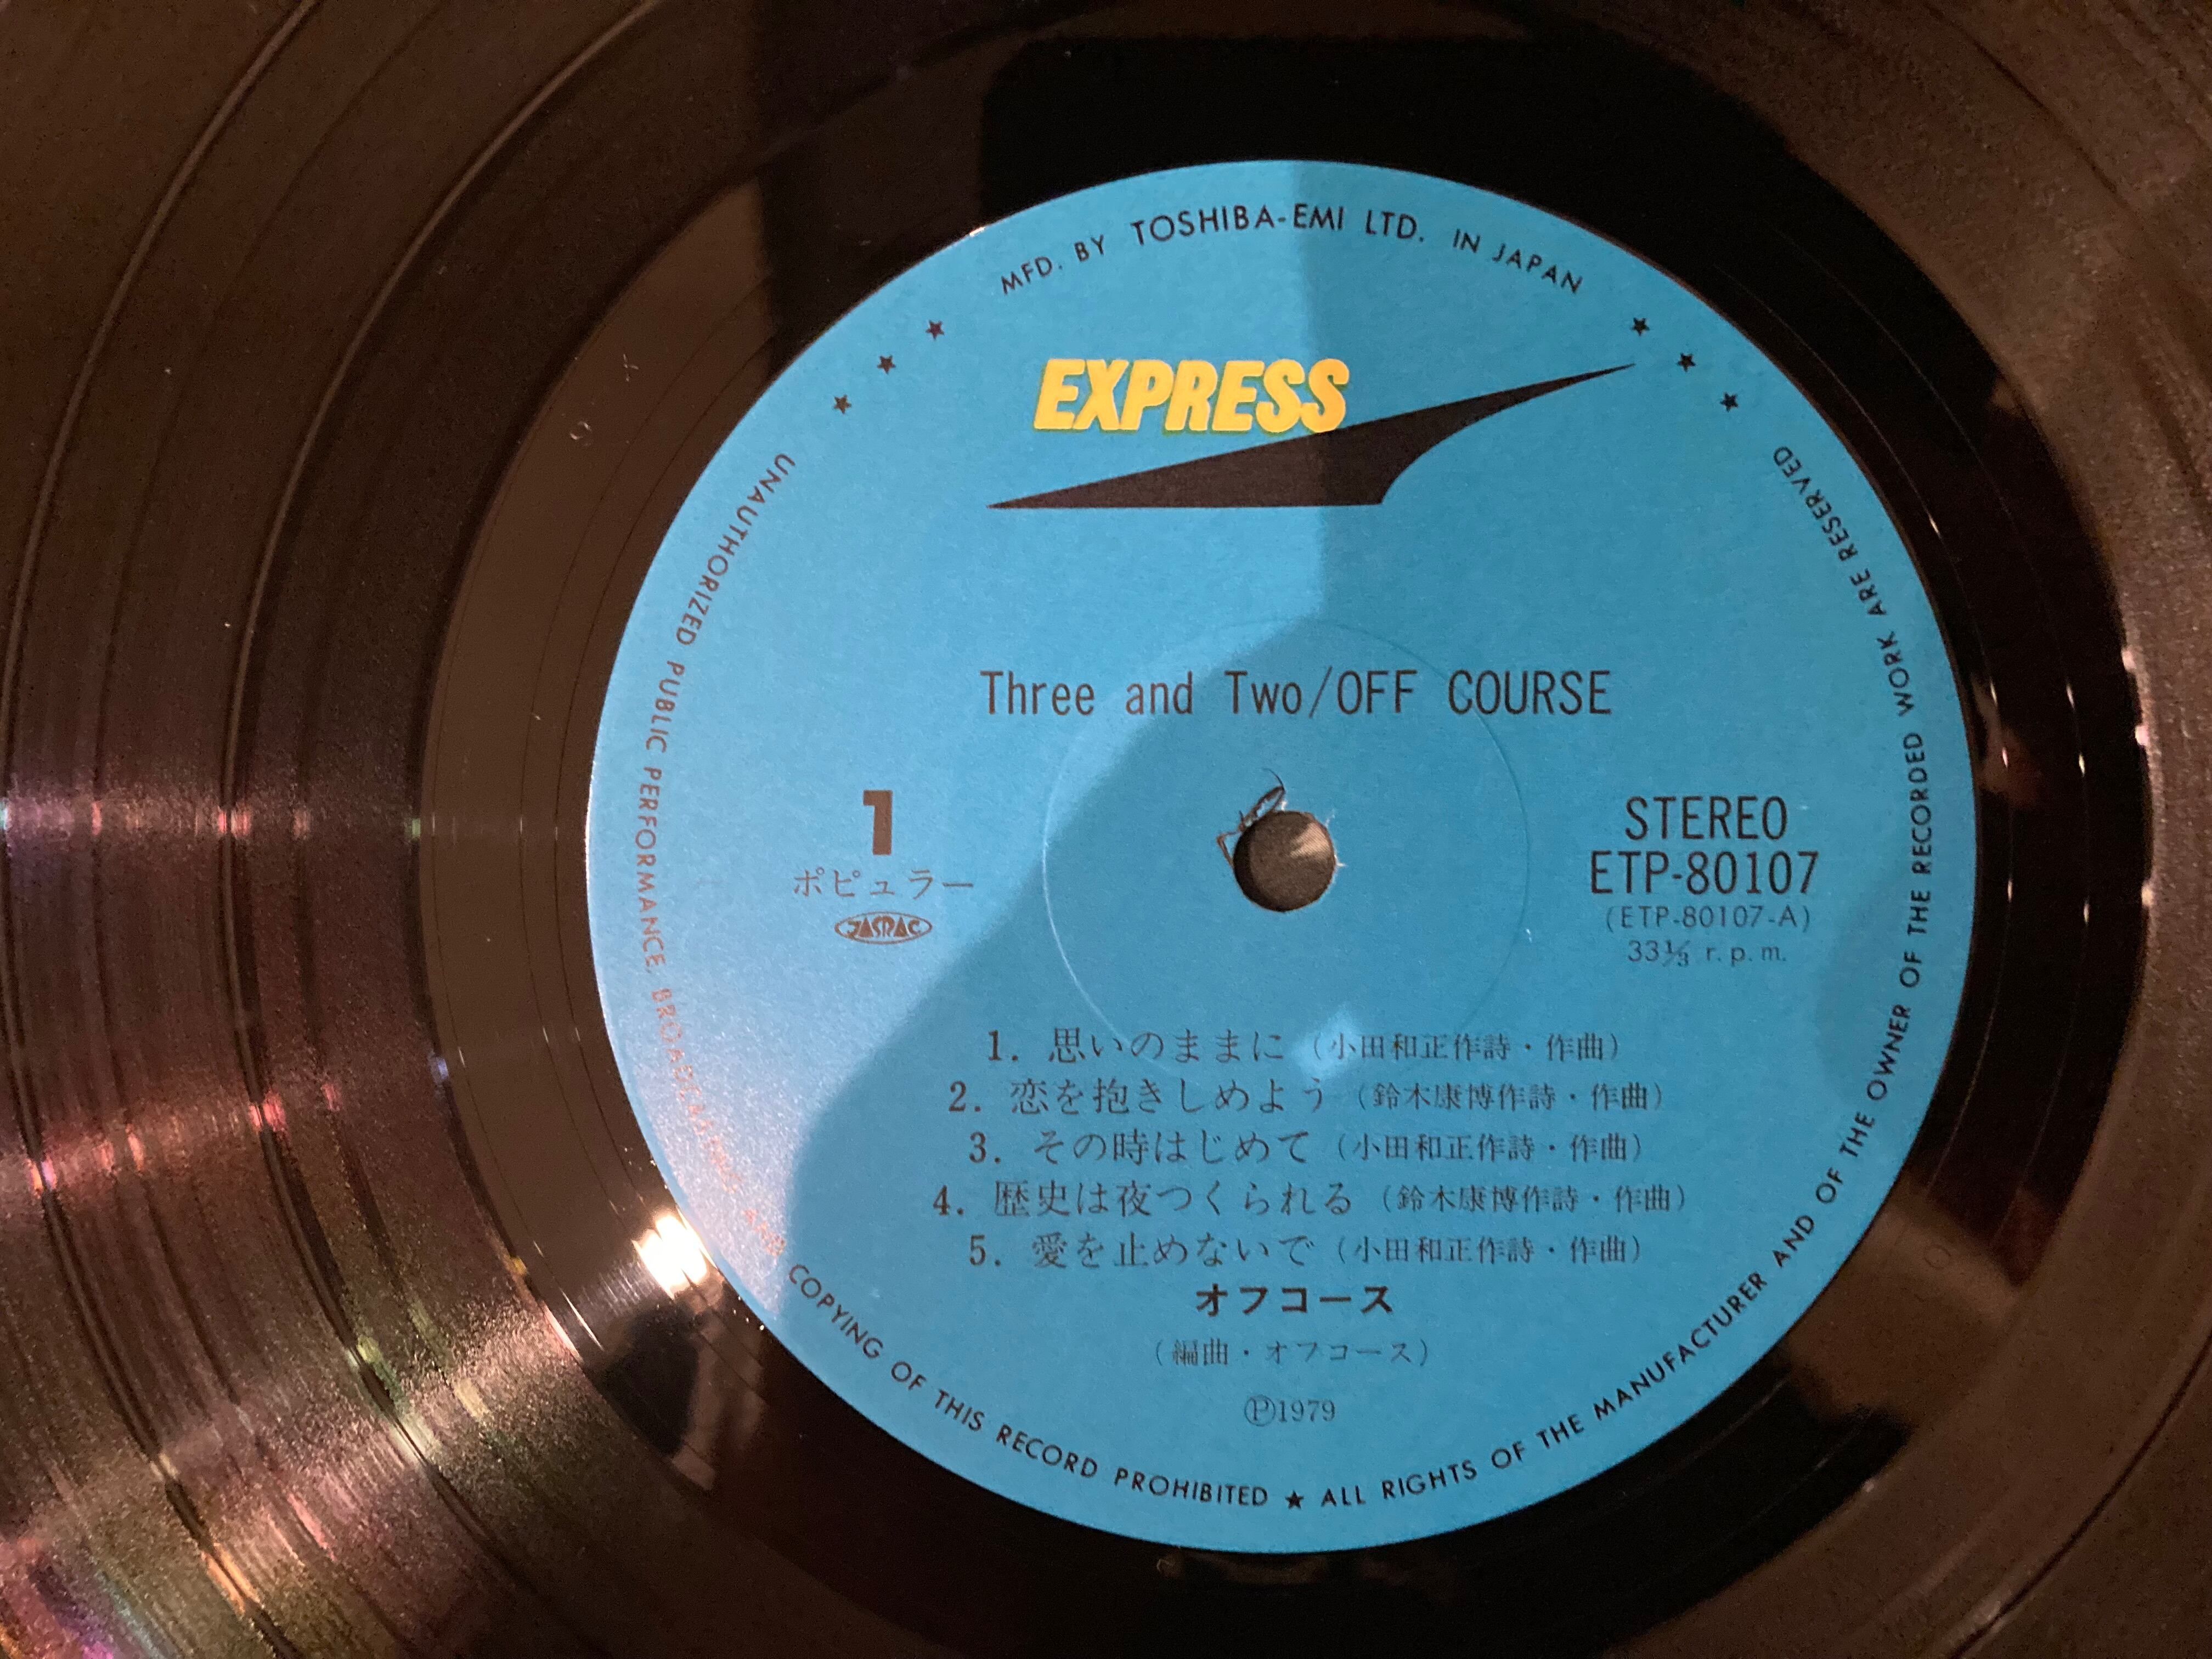 MFD. BY TOSHIBA-EMI LTD. IN JAPAN
EXPRESS
Three and Two/OFF COURSE
1
ポピュラー
JASRAC
STEREO
ETP-80107
(ETP-80107-A)
33⅓ r.p.m.
1. 思いのままに (小田和正作詩・作曲)
2. 恋を抱きしめよう (鈴木康博作詩・作曲)
3. その時はじめて (小田和正作詩・作曲)
4. 歴史は夜つくられる (鈴木康博作詩・作曲)
5. 愛を止めないで (小田和正作詩・作曲)
オフコース
(編曲・オフコース)
Ⓟ1979
UNAUTHORIZED PUBLIC PERFORMANCE, BROADCASTING AND COPYING OF THIS RECORD PROHIBITED ★ ALL RIGHTS OF THE MANUFACTURER AND OF THE OWNER OF THE RECORDED WORK ARE RESERVED